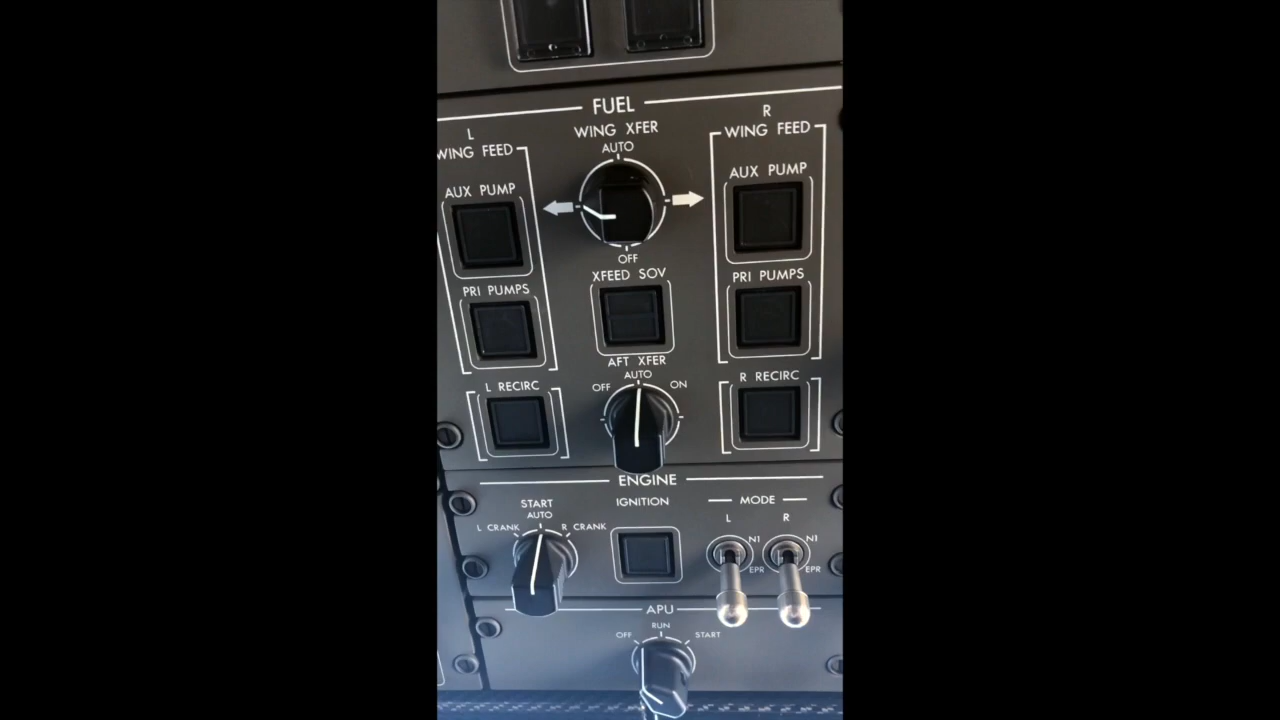 FUEL
L
WING FEED
WING XFER
AUTO
R
WING FEED
AUX PUMP
AUX PUMP
OFF
PRI PUMPS
XFEED SOV
PRI PUMPS
AFT XFER
OFF AUTO ON
L RECIRC
R RECIRC
ENGINE
START
IGNITION
MODE
L CRANK AUTO R CRANK
L R
N1 N1
EPR EPR
APU
OFF RUN START